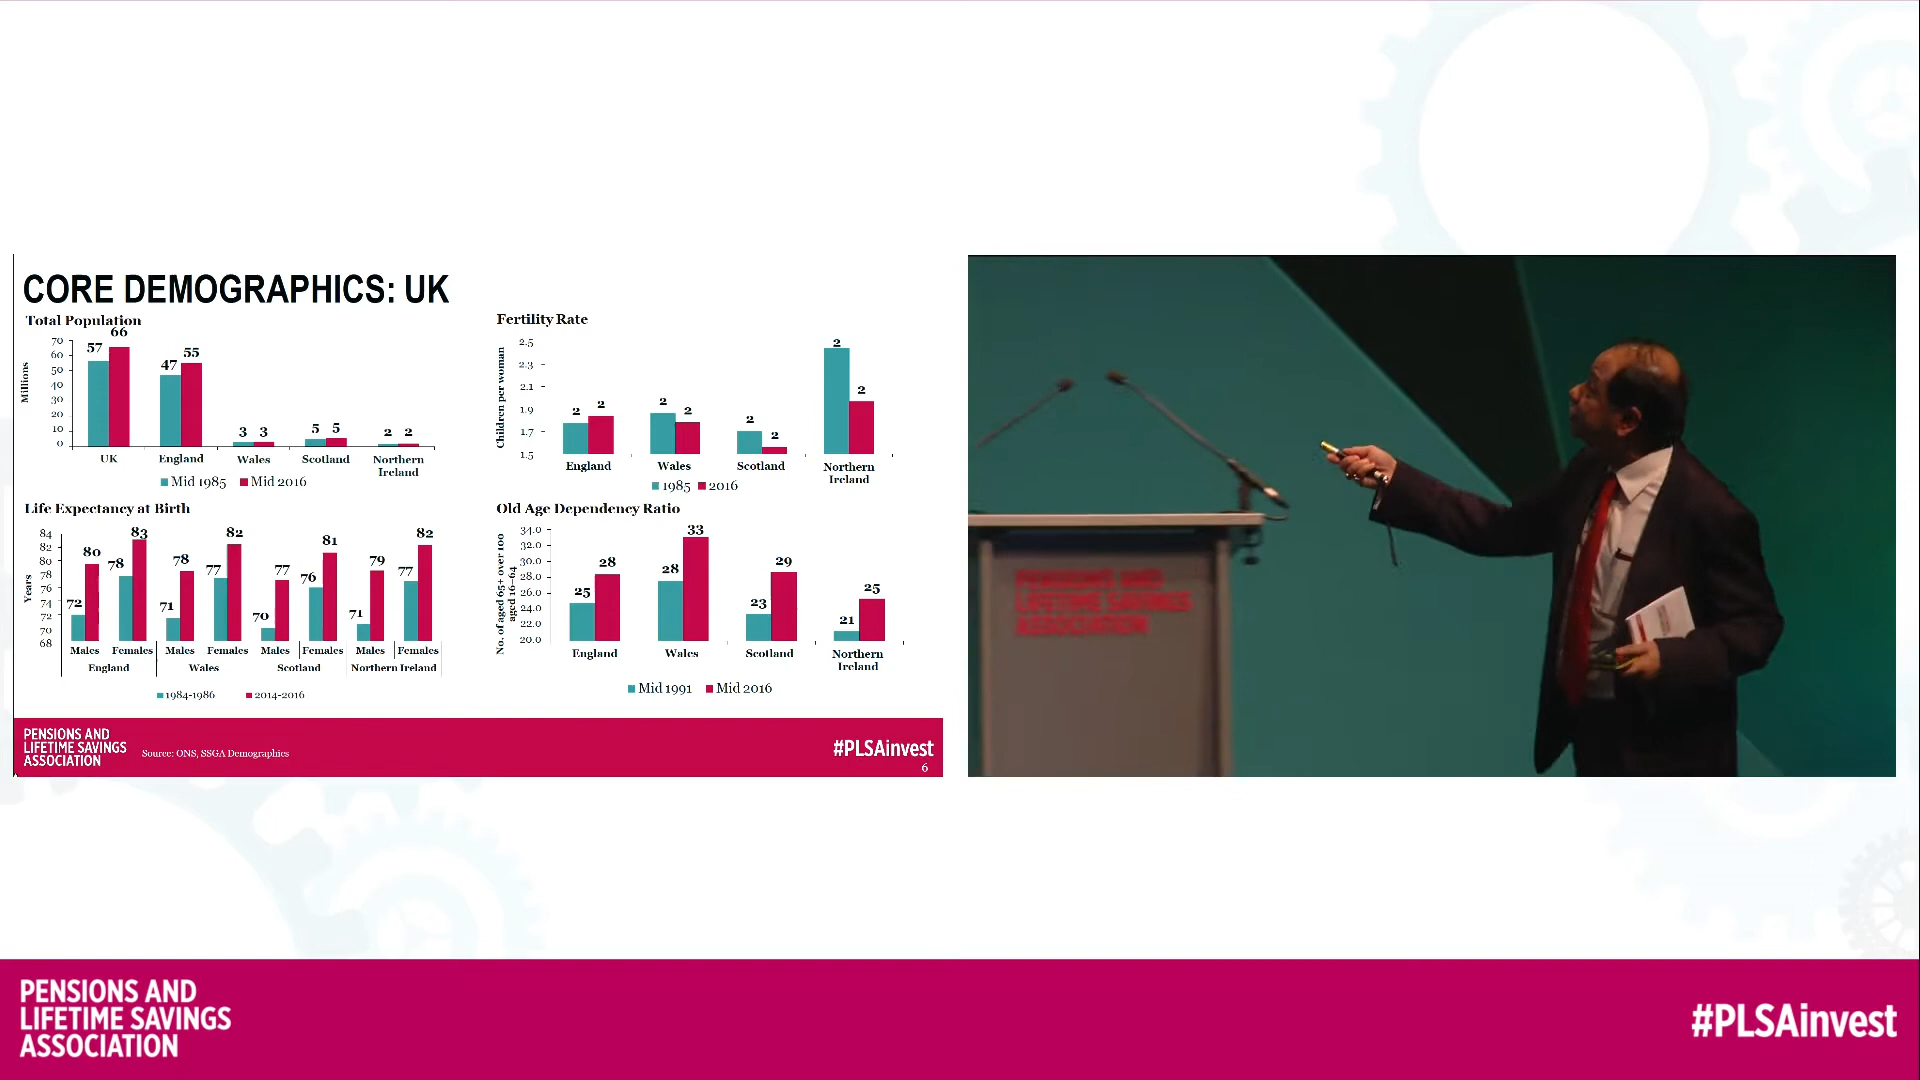 CORE DEMOGRAPHICS: UK
Total Population
Millions
70
60
50
40
30
20
10
0
57 66
47 55
3 3
5 5
2 2
UK England Wales Scotland Northern Ireland
Mid 1985 Mid 2016
Fertility Rate
Children per woman
2.5
2.3
2.1
1.9
1.7
1.5
2 2
2 2
2 2
2 2
England Wales Scotland Northern Ireland
1985 2016
Life Expectancy at Birth
Years
84
82
80
78
76
74
72
70
68
72 80 78 83
71 78 77 82
70 77 76 81
71 79 77 82
Males Females Males Females Males Females Males Females
England Wales Scotland Northern Ireland
1984-1986 2014-2016
Old Age Dependency Ratio
No. of aged 65+ over 100
aged 16-64
34.0
32.0
30.0
28.0
26.0
24.0
22.0
20.0
25 28
28 33
23 29
21 25
England Wales Scotland Northern Ireland
Mid 1991 Mid 2016
PENSIONS AND
LIFETIME SAVINGS
ASSOCIATION
Source: ONS, SSGA Demographics
#PLSAinvest
6
PENSIONS AND
LIFETIME SAVINGS
ASSOCIATION
PENSIONS AND
LIFETIME SAVINGS
ASSOCIATION
#PLSAinvest